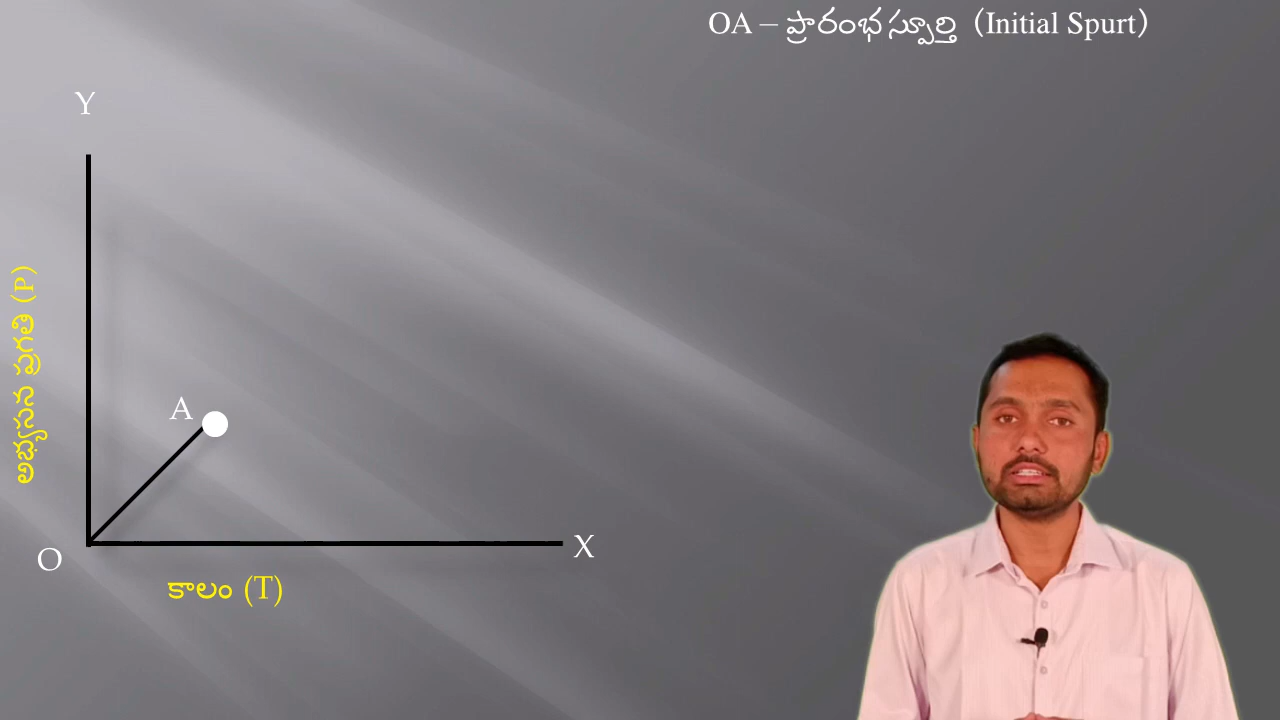 OA – ప్రారంభ స్పూర్తి (Initial Spurt)
Y
అభ్యసన ప్రగతి (P)
A
O
X
కాలం (T)